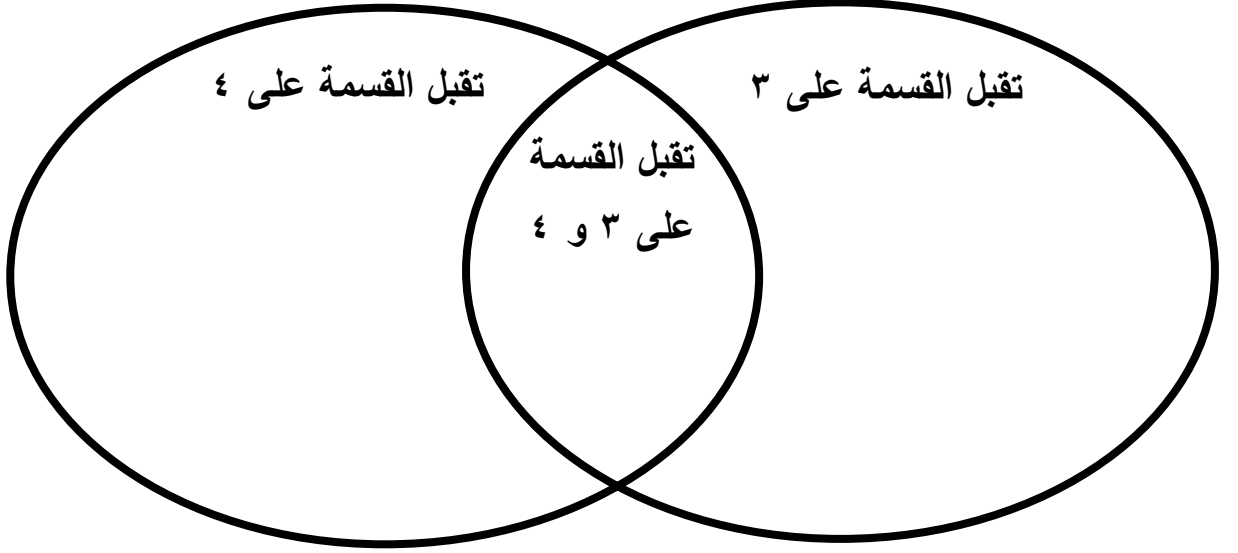 تقبل القسمة على ٣
تقبل القسمة على ٤
تقبل القسمة
على ٣ و ٤